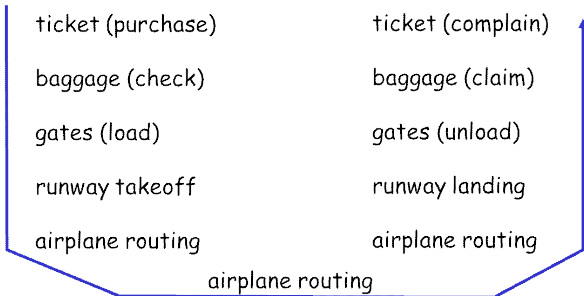 ticket (purchase)
baggage (check)
gates (load)
runway takeoff
airplane routing
ticket (complain)
baggage (claim)
gates (unload)
runway landing
airplane routing
airplane routing